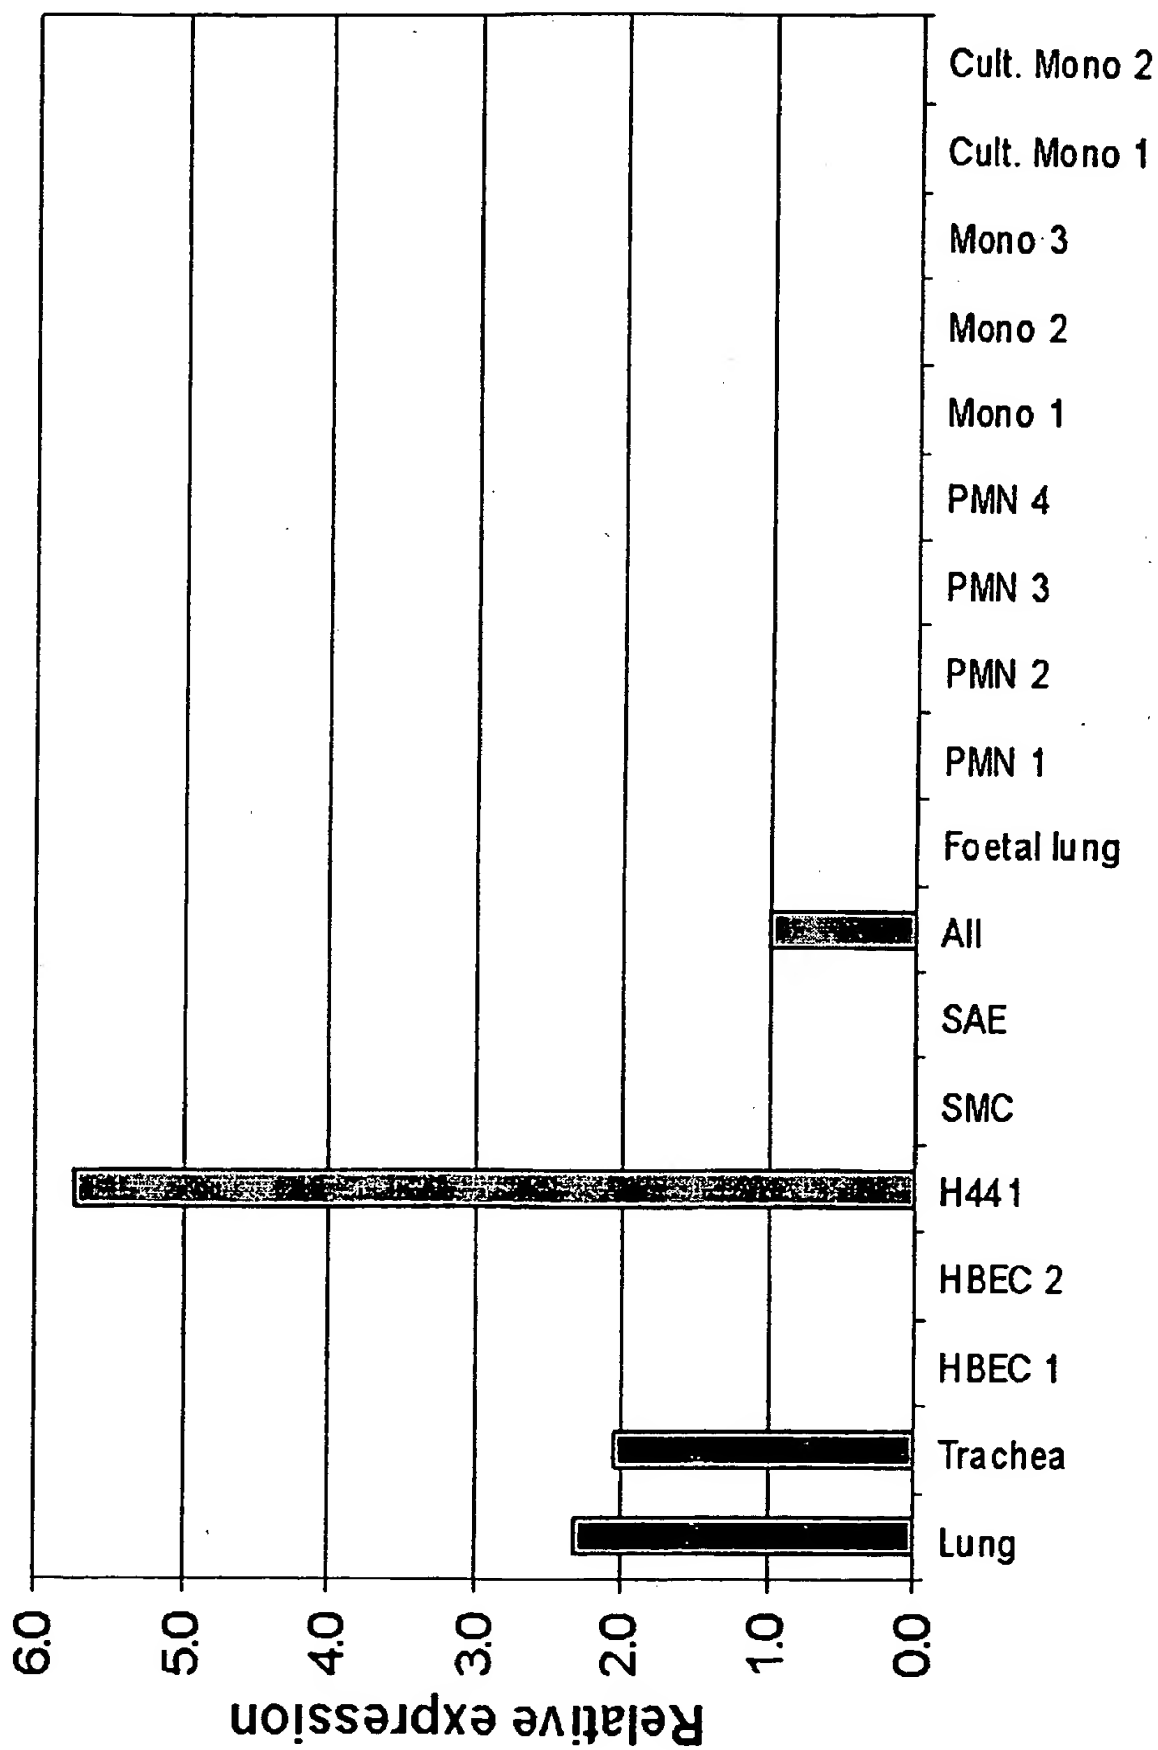 Cult. Mono 2
Cult. Mono 1
Mono 3
Mono 2
Mono 1
PMN 4
PMN 3
PMN 2
PMN 1
Foetal lung
AII
SAE
SMC
H441
HBEC 2
HBEC 1
Trachea
Lung
6.0
5.0
4.0
3.0
2.0
1.0
0.0
Relative expression